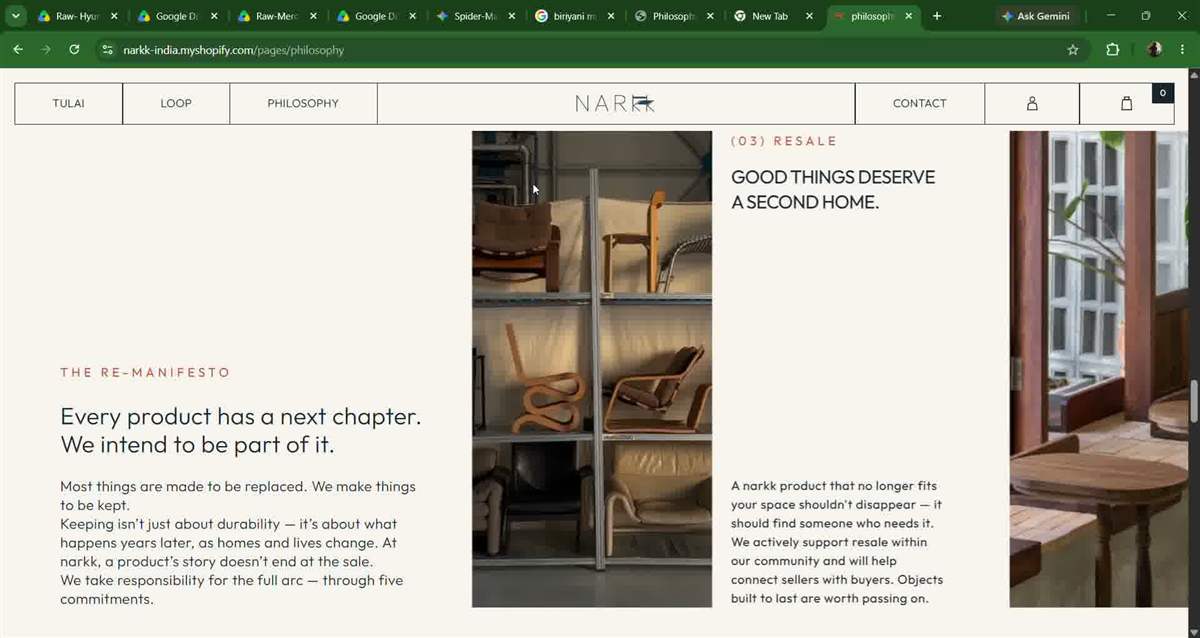 Raw- Hyur
Google Dr
Raw-Merc
Google Dr
Spider-Ma
biriyani m
Philosoph
New Tab
philosoph
Ask Gemini
narkk-india.myshopify.com/pages/philosophy
TULAI
LOOP
PHILOSOPHY
NARKK
CONTACT
0
THE RE-MANIFESTO
Every product has a next chapter.
We intend to be part of it.
Most things are made to be replaced. We make things
to be kept.
Keeping isn't just about durability — it's about what
happens years later, as homes and lives change. At
narkk, a product's story doesn't end at the sale.
We take responsibility for the full arc — through five
commitments.
(03) RESALE
GOOD THINGS DESERVE
A SECOND HOME.
A narkk product that no longer fits
your space shouldn't disappear — it
should find someone who needs it.
We actively support resale within
our community and will help
connect sellers with buyers. Objects
built to last are worth passing on.